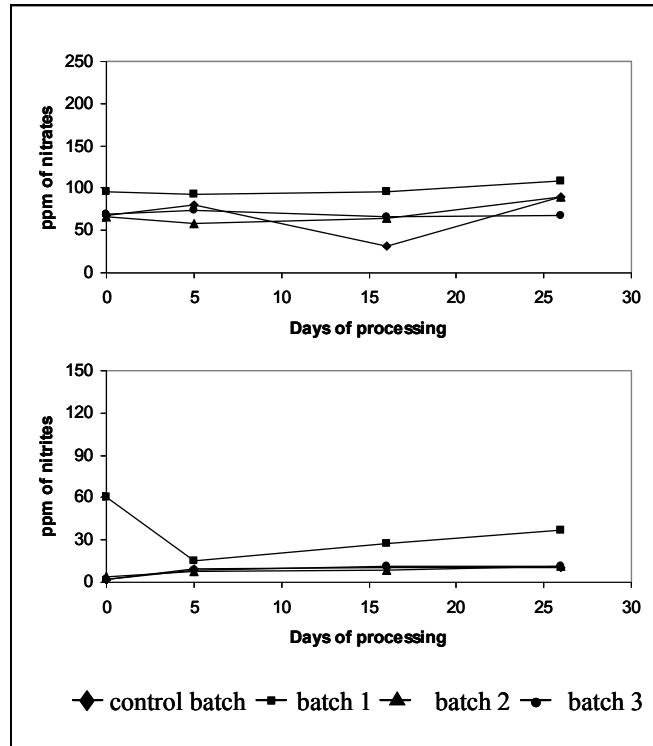 250
200
150
100
50
0
ppm of nitrates
0 5 10 15 20 25 30
Days of processing
150
120
90
60
30
0
ppm of nitrites
0 5 10 15 20 25 30
Days of processing
control batch batch 1 batch 2 batch 3